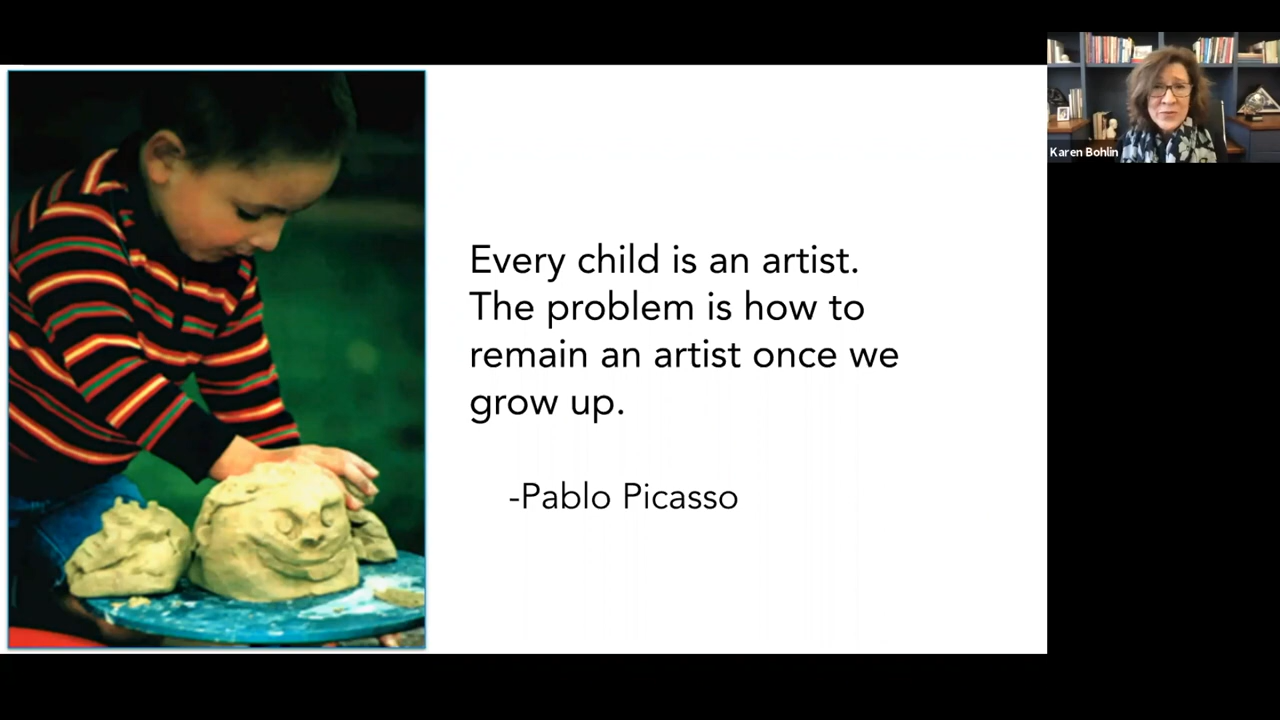 Every child is an artist.
The problem is how to
remain an artist once we
grow up.
-Pablo Picasso
Karen Bohlin